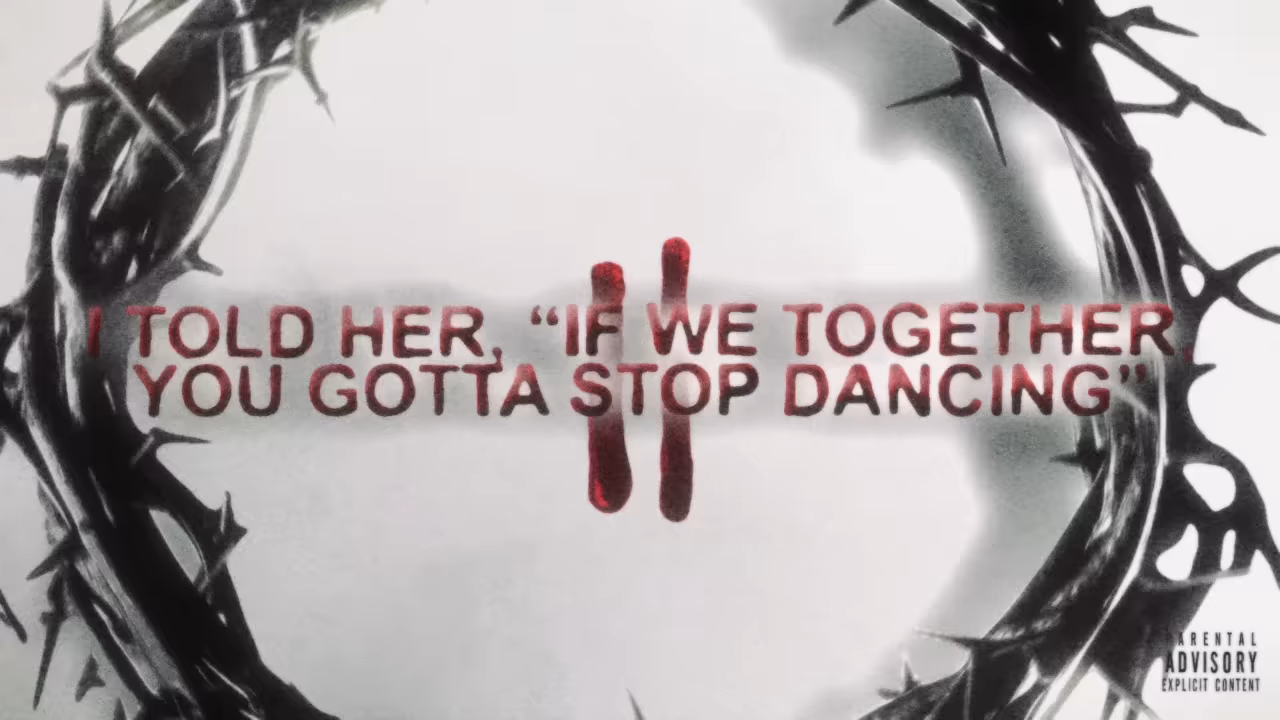 I TOLD HER, “IF WE TOGETHER,
YOU GOTTA STOP DANCING”
PARENTAL
ADVISORY
EXPLICIT CONTENT